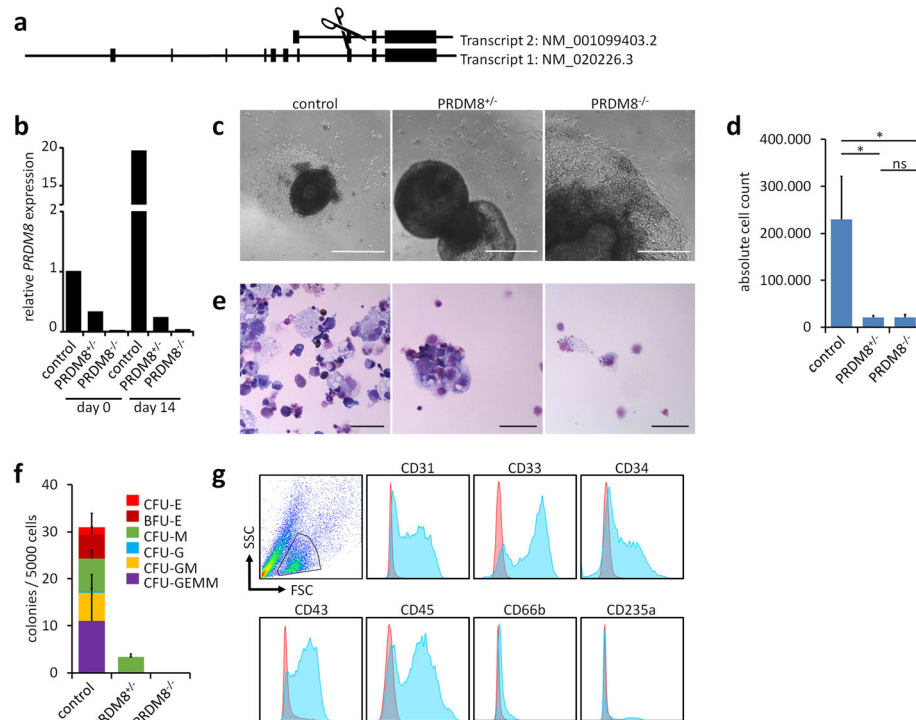 a
Transcript 2: NM_001099403.2
Transcript 1: NM_020226.3
b
relative PRDM8 expression
20
15
2
1
0
control
PRDM8+/-
PRDM8-/-
control
PRDM8+/-
PRDM8-/-
day 0
day 14
c
control
PRDM8+/-
PRDM8-/-
d
absolute cell count
400.000
300.000
200.000
100.000
0
*
*
ns
control
PRDM8+/-
PRDM8-/-
e
f
colonies / 5000 cells
40
30
20
10
0
CFU-E
BFU-E
CFU-M
CFU-G
CFU-GM
CFU-GEMM
control
PRDM8+/-
PRDM8-/-
g
SSC
FSC
CD31
CD33
CD34
CD43
CD45
CD66b
CD235a